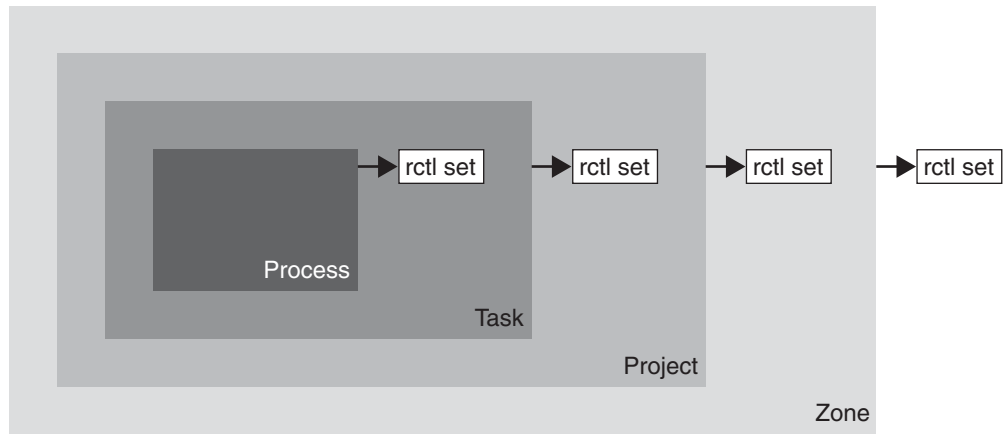 rctl set
rctl set
rctl set
rctl set
Process
Task
Project
Zone